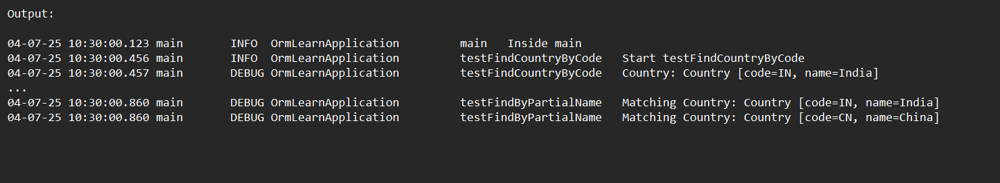 Output:
04-07-25 10:30:00.123 main       INFO  OrmLearnApplication         main   Inside main
04-07-25 10:30:00.456 main       INFO  OrmLearnApplication         testFindCountryByCode   Start testFindCountryByCode
04-07-25 10:30:00.457 main       DEBUG OrmLearnApplication         testFindCountryByCode   Country: Country [code=IN, name=India]
...
04-07-25 10:30:00.860 main       DEBUG OrmLearnApplication         testFindByPartialName   Matching Country: Country [code=IN, name=India]
04-07-25 10:30:00.860 main       DEBUG OrmLearnApplication         testFindByPartialName   Matching Country: Country [code=CN, name=China]